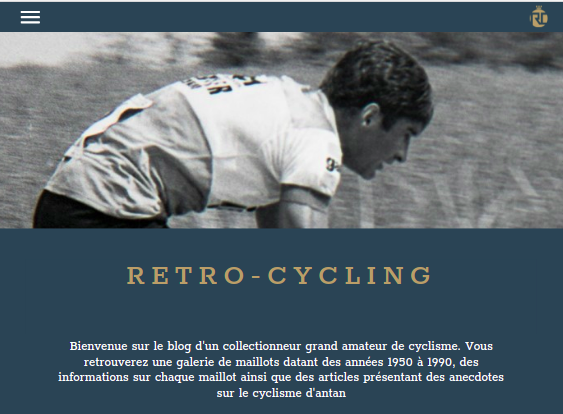 RC
RETRO-CYCLING
Bienvenue sur le blog d'un collectionneur grand amateur de cyclisme. Vous
retrouverez une galerie de maillots datant des années 1950 à 1990, des
informations sur chaque maillot ainsi que des articles présentant des anecdotes
sur le cyclisme d'antan